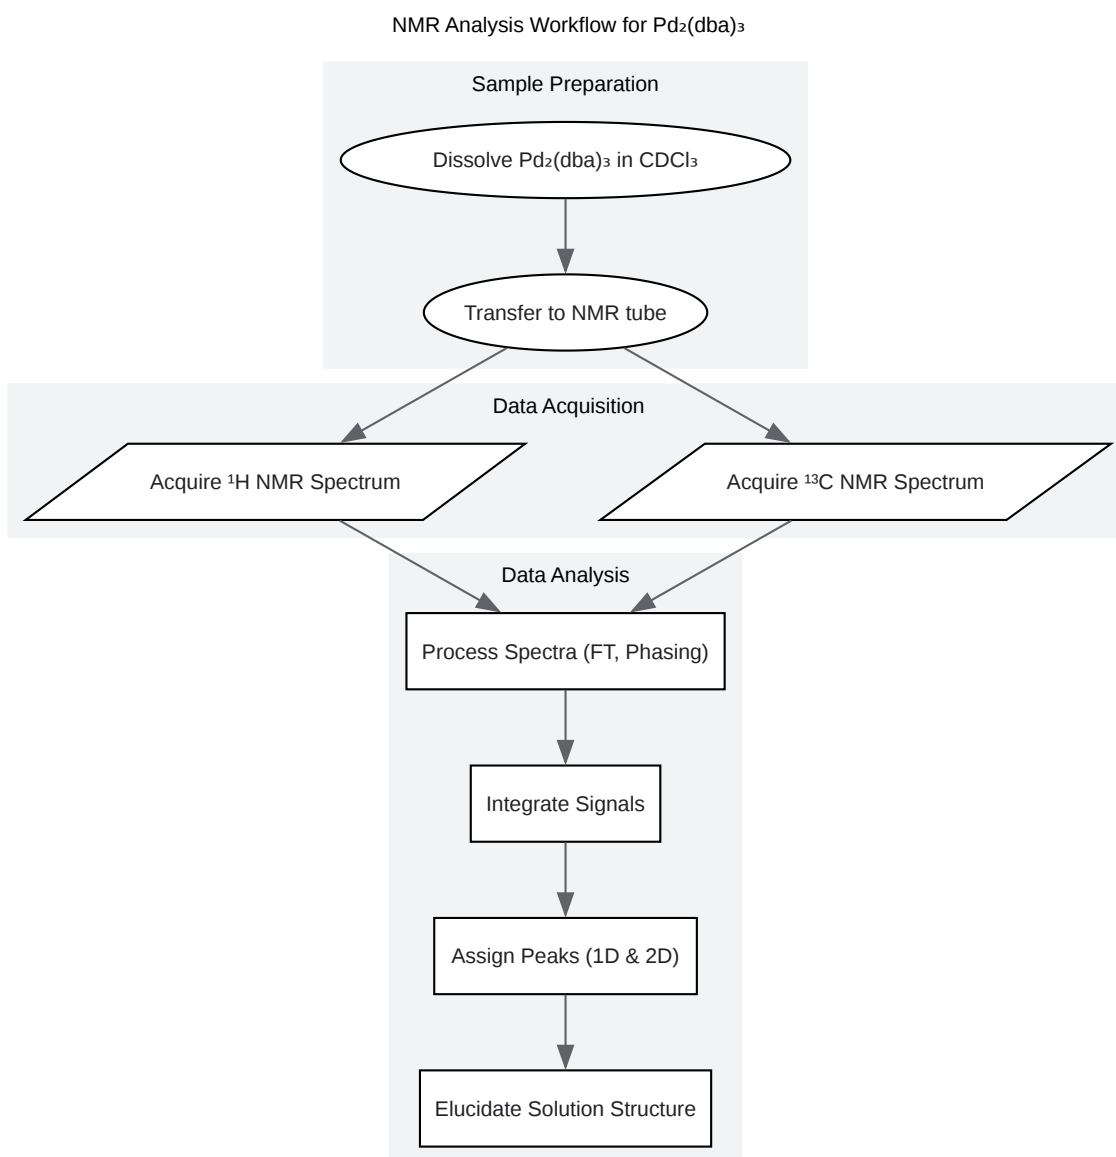 NMR Analysis Workflow for Pd₂(dba)₃
Sample Preparation
Dissolve Pd₂(dba)₃ in CDCl₃
Transfer to NMR tube
Data Acquisition
Acquire ¹H NMR Spectrum
Acquire ¹³C NMR Spectrum
Data Analysis
Process Spectra (FT, Phasing)
Integrate Signals
Assign Peaks (1D & 2D)
Elucidate Solution Structure